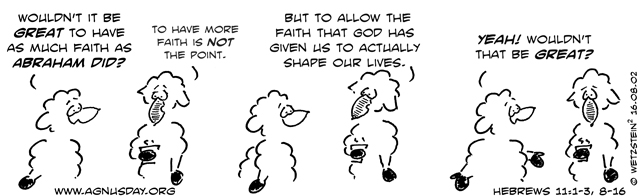 WOULDN'T IT BE
GREAT TO HAVE
AS MUCH FAITH AS
ABRAHAM DID?
TO HAVE MORE
FAITH IS NOT
THE POINT.
BUT TO ALLOW THE
FAITH THAT GOD HAS
GIVEN US TO ACTUALLY
SHAPE OUR LIVES.
YEAH! WOULDN'T
THAT BE GREAT?
WWW.AGNUSDAY.ORG
HEBREWS 11:1-3, 8-16
© WETZSTEIN² 16.08.02